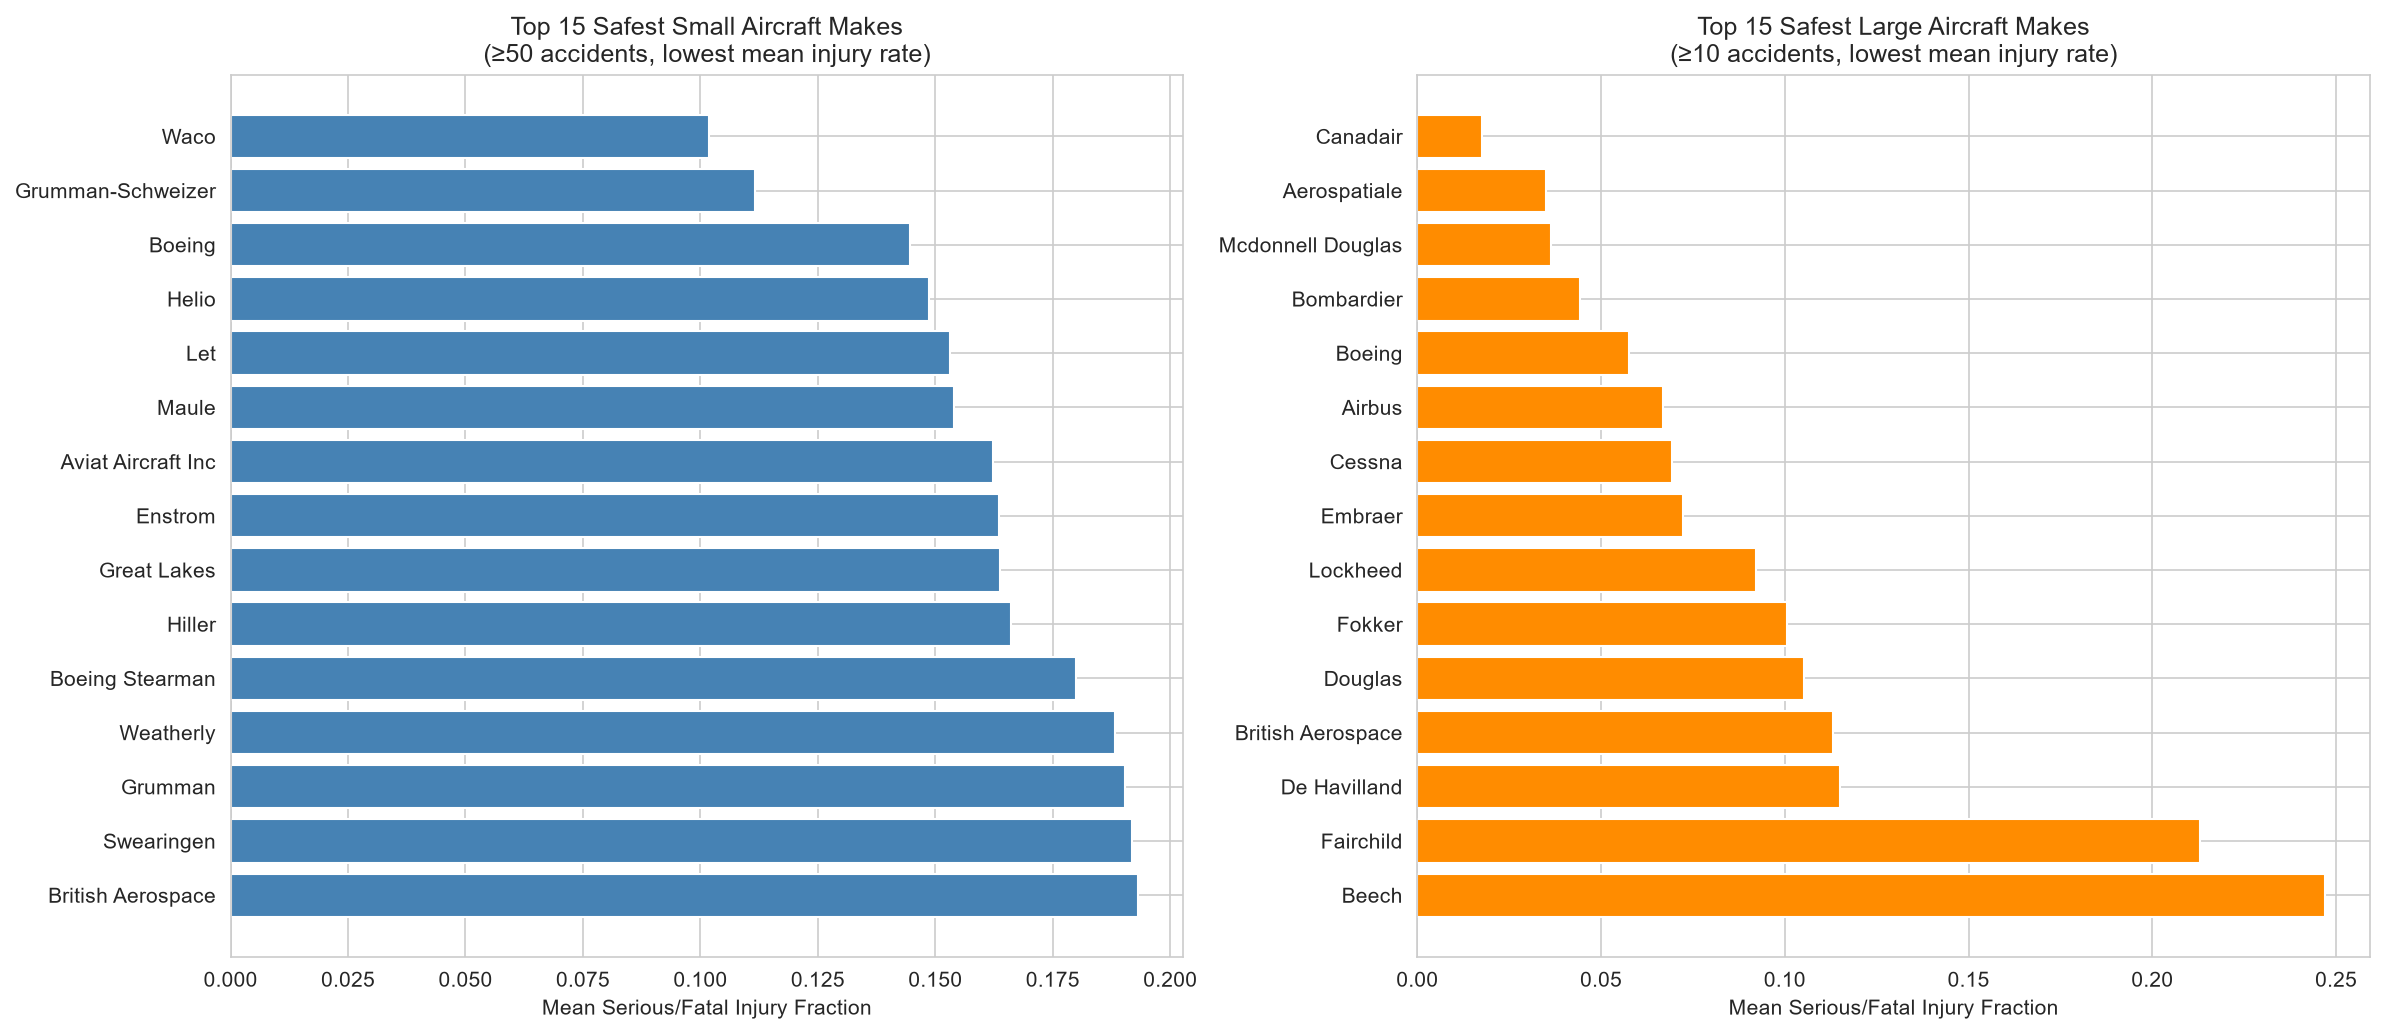 Top 15 Safest Small Aircraft Makes
(≥50 accidents, lowest mean injury rate)
Waco
Grumman-Schweizer
Boeing
Helio
Let
Maule
Aviat Aircraft Inc
Enstrom
Great Lakes
Hiller
Boeing Stearman
Weatherly
Grumman
Swearingen
British Aerospace
0.000 0.025 0.050 0.075 0.100 0.125 0.150 0.175 0.200
Mean Serious/Fatal Injury Fraction
Top 15 Safest Large Aircraft Makes
(≥10 accidents, lowest mean injury rate)
Canadair
Aerospatiale
Mcdonnell Douglas
Bombardier
Boeing
Airbus
Cessna
Embraer
Lockheed
Fokker
Douglas
British Aerospace
De Havilland
Fairchild
Beech
0.00 0.05 0.10 0.15 0.20 0.25
Mean Serious/Fatal Injury Fraction